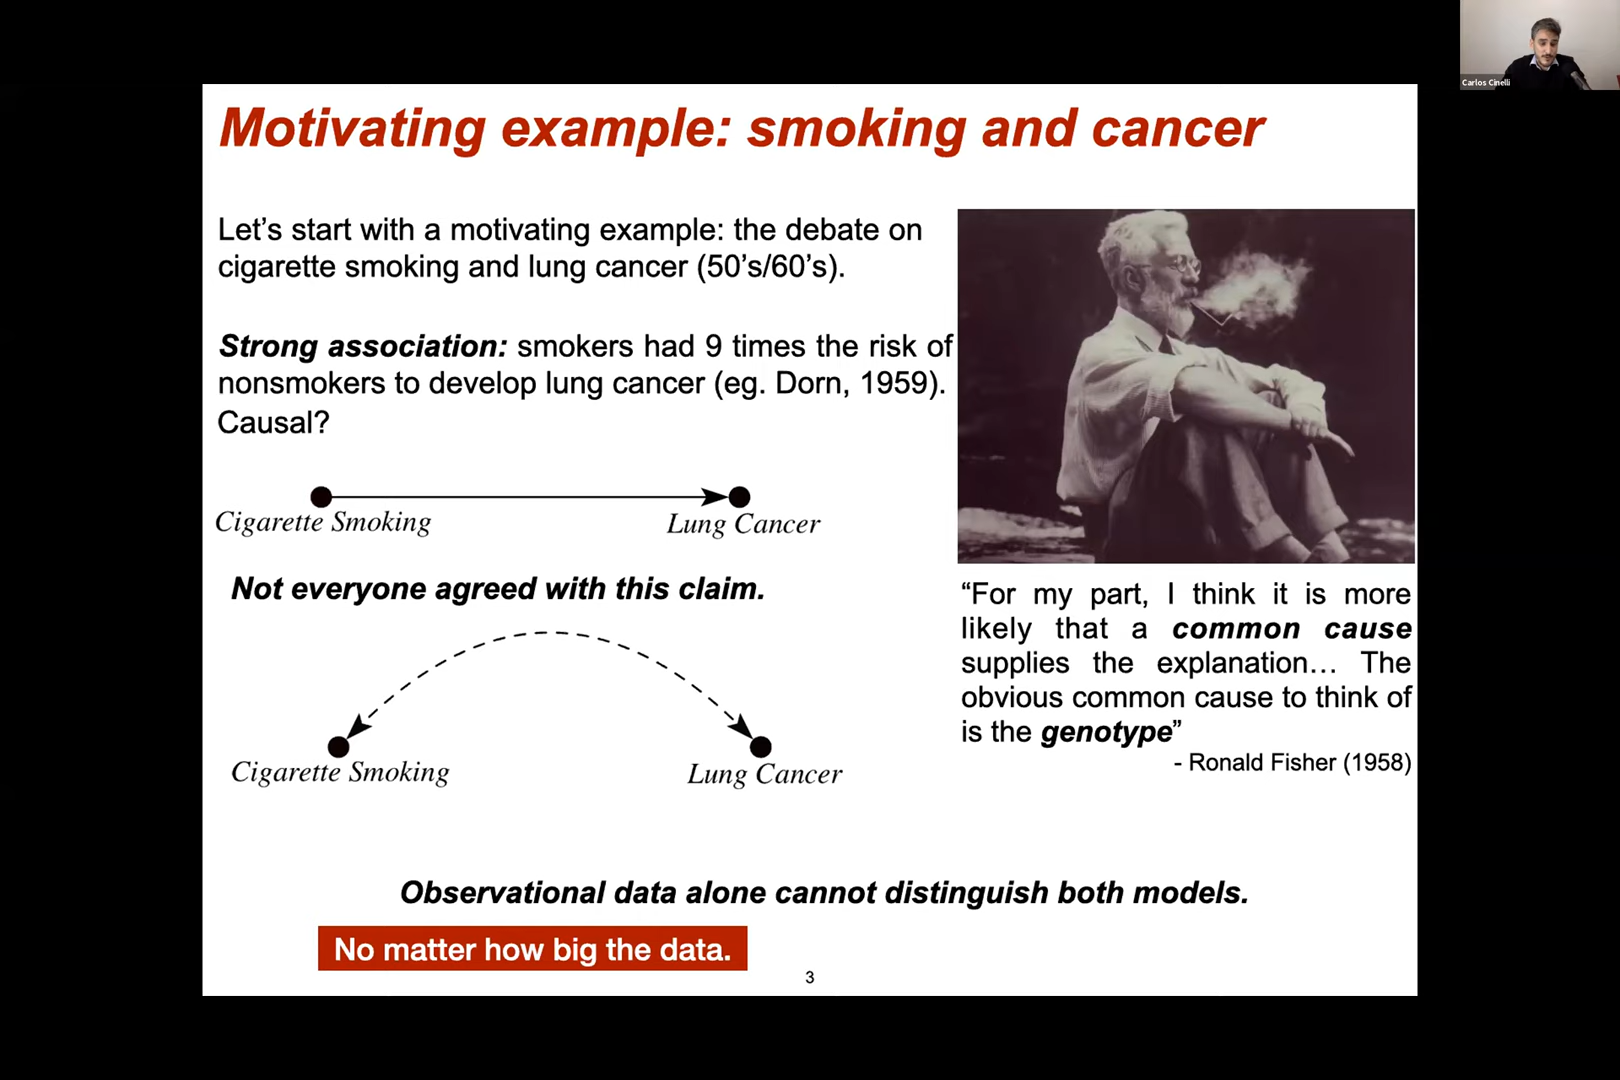 Carlos Cinelli
Motivating example: smoking and cancer
Let’s start with a motivating example: the debate on
cigarette smoking and lung cancer (50’s/60’s).
Strong association: smokers had 9 times the risk of
nonsmokers to develop lung cancer (eg. Dorn, 1959).
Causal?
Cigarette Smoking
Lung Cancer
Not everyone agreed with this claim.
Cigarette Smoking
Lung Cancer
“For my part, I think it is more
likely that a common cause
supplies the explanation… The
obvious common cause to think of
is the genotype”
- Ronald Fisher (1958)
Observational data alone cannot distinguish both models.
No matter how big the data.
3